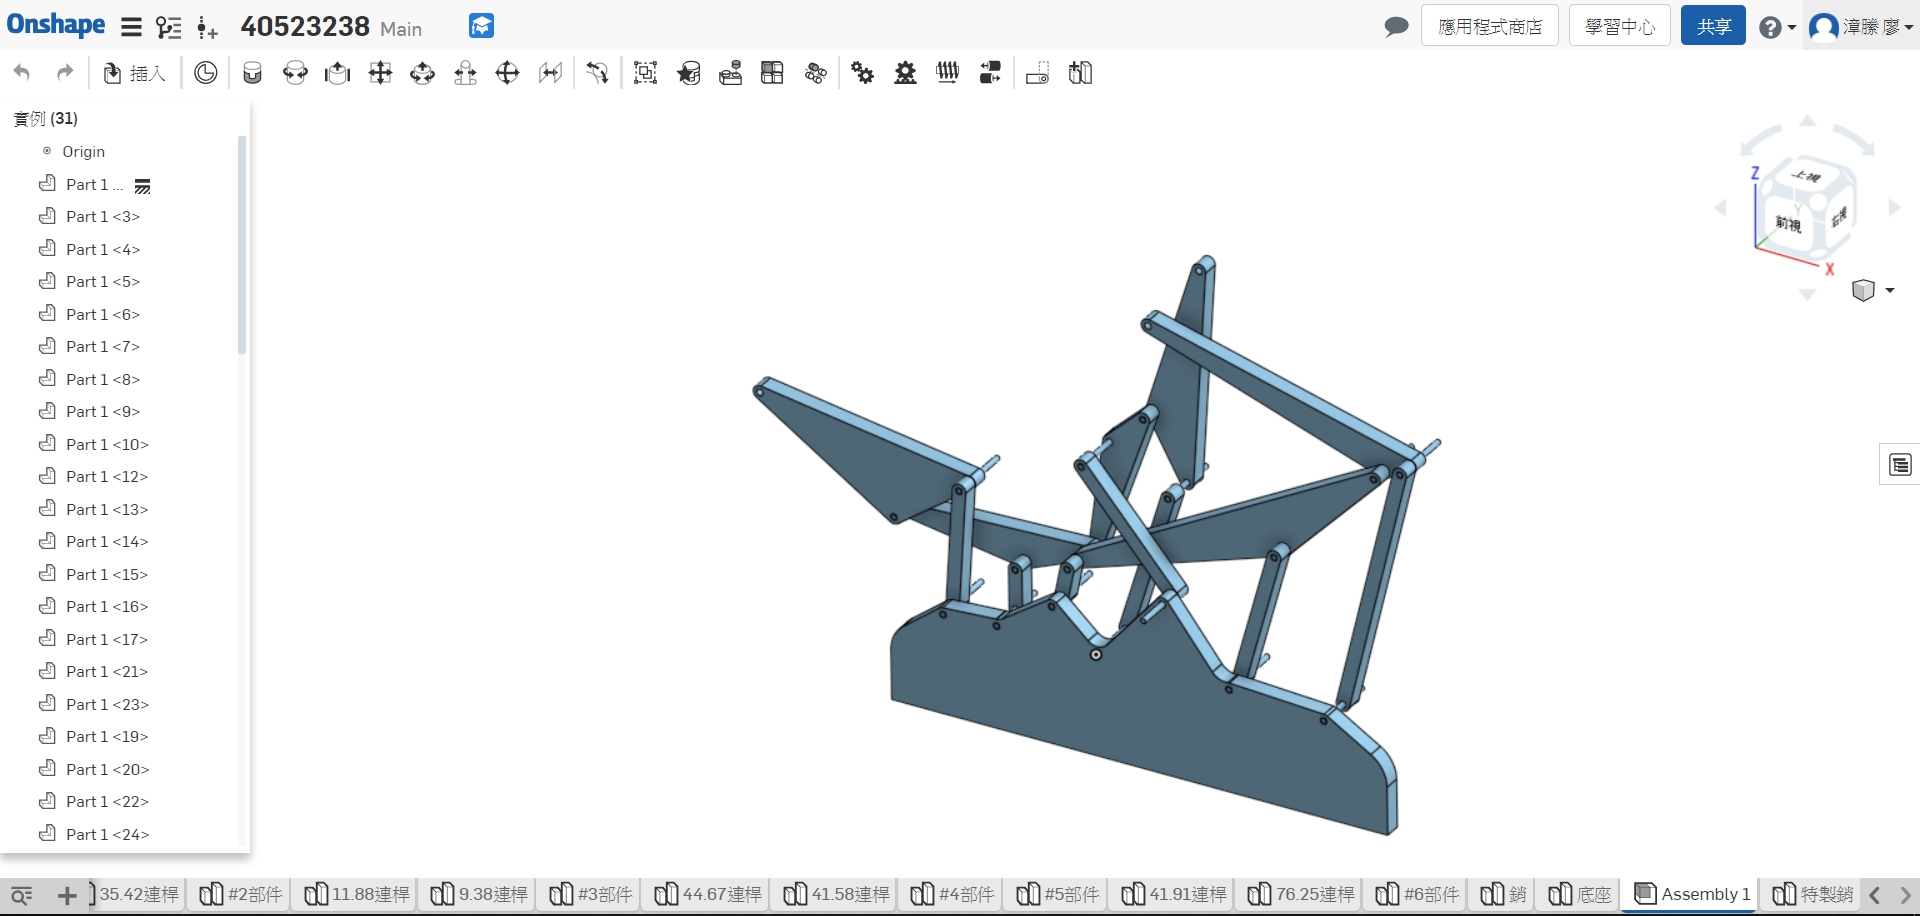 Onshape 40523238 Main 應用程式商店 學習中心 共享 漳縢 廖
插入
實例 (31)
Origin
Part 1 ...
Part 1 <3>
Part 1 <4>
Part 1 <5>
Part 1 <6>
Part 1 <7>
Part 1 <8>
Part 1 <9>
Part 1 <10>
Part 1 <12>
Part 1 <13>
Part 1 <14>
Part 1 <15>
Part 1 <16>
Part 1 <17>
Part 1 <21>
Part 1 <23>
Part 1 <19>
Part 1 <20>
Part 1 <22>
Part 1 <24>
Z
上視
Y
前視
右視
X
35.42連桿 #2部件 11.88連桿 9.38連桿 #3部件 44.67連桿 41.58連桿 #4部件 #5部件 41.91連桿 76.25連桿 #6部件 銷 底座 Assembly 1 特製銷